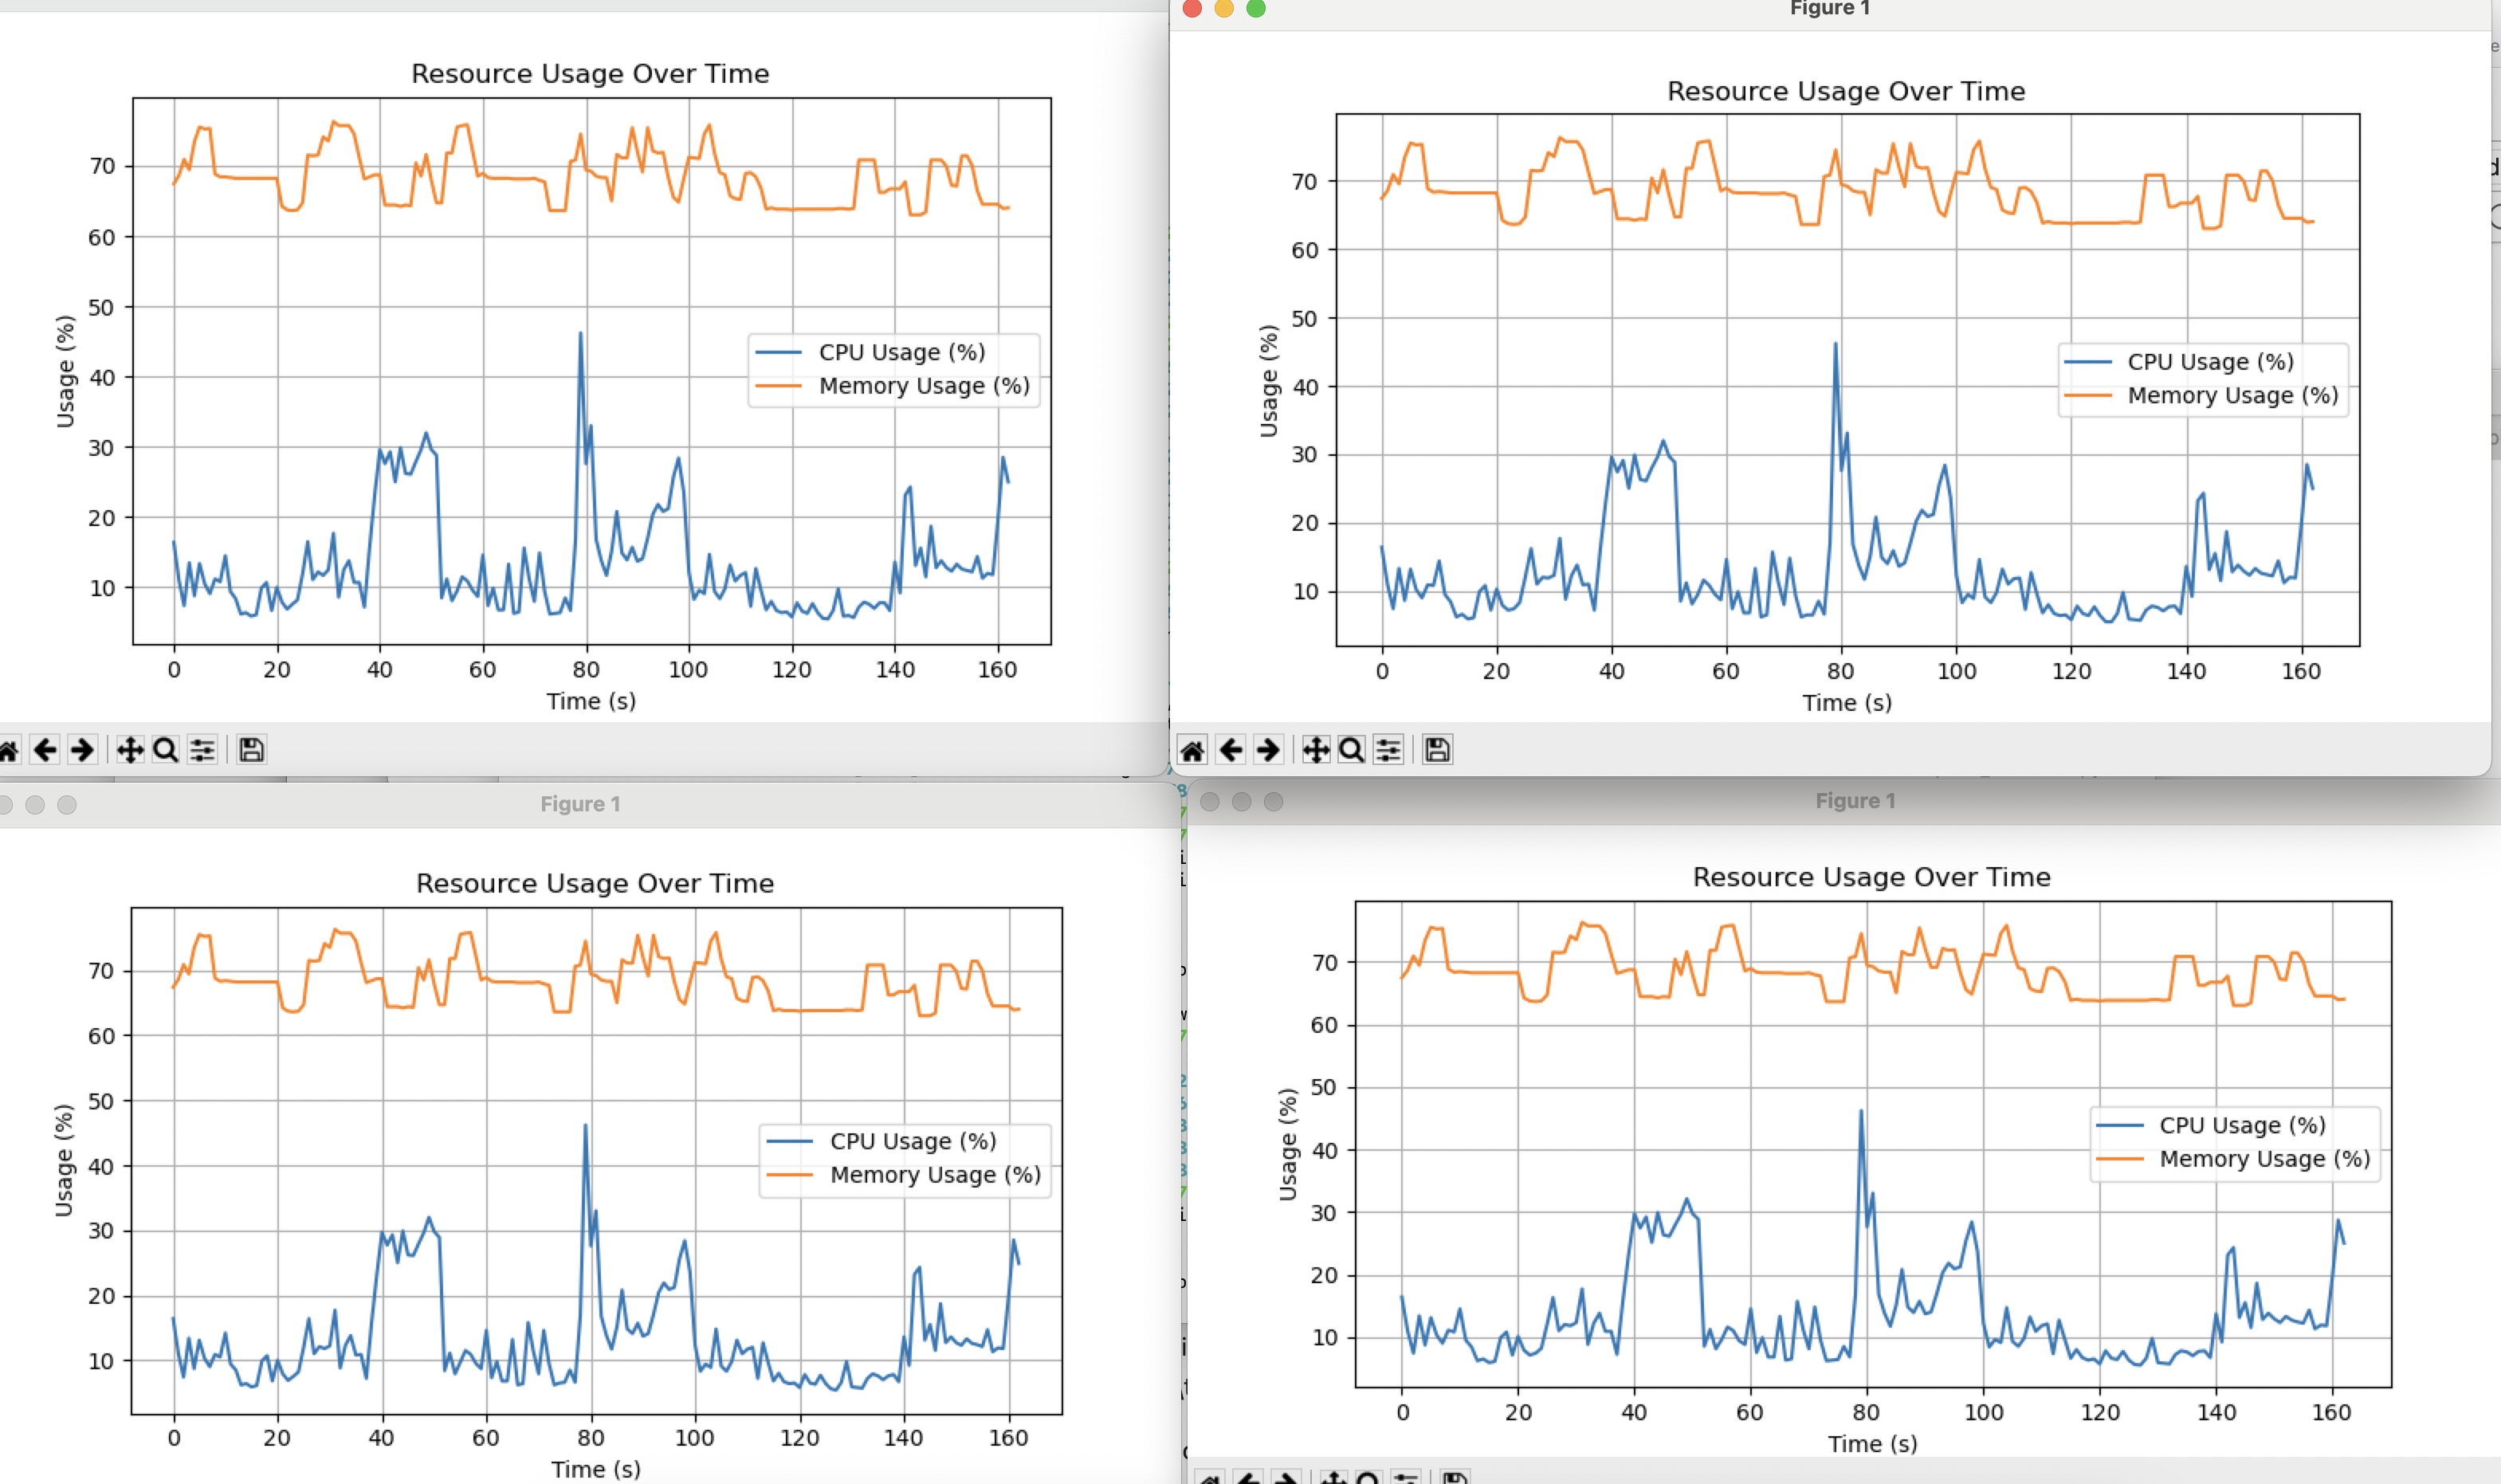 Resource Usage Over Time
70
60
50
40
30
20
10
Usage (%)
CPU Usage (%)
Memory Usage (%)
0 20 40 60 80 100 120 140 160
Time (s)
Figure 1
Resource Usage Over Time
70
60
50
40
30
20
10
Usage (%)
CPU Usage (%)
Memory Usage (%)
0 20 40 60 80 100 120 140 160
Time (s)
Figure 1
Resource Usage Over Time
70
60
50
40
30
20
10
Usage (%)
CPU Usage (%)
Memory Usage (%)
0 20 40 60 80 100 120 140 160
Time (s)
Figure 1
Resource Usage Over Time
70
60
50
40
30
20
10
Usage (%)
CPU Usage (%)
Memory Usage (%)
0 20 40 60 80 100 120 140 160
Time (s)